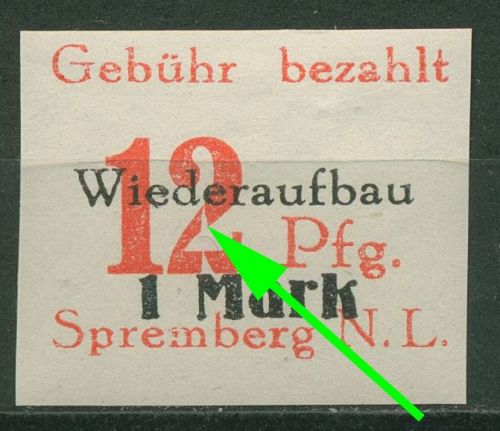 Gebühr bezahlt
12 Pfg.
Wiederaufbau
1 Mark
Spremberg N.L.